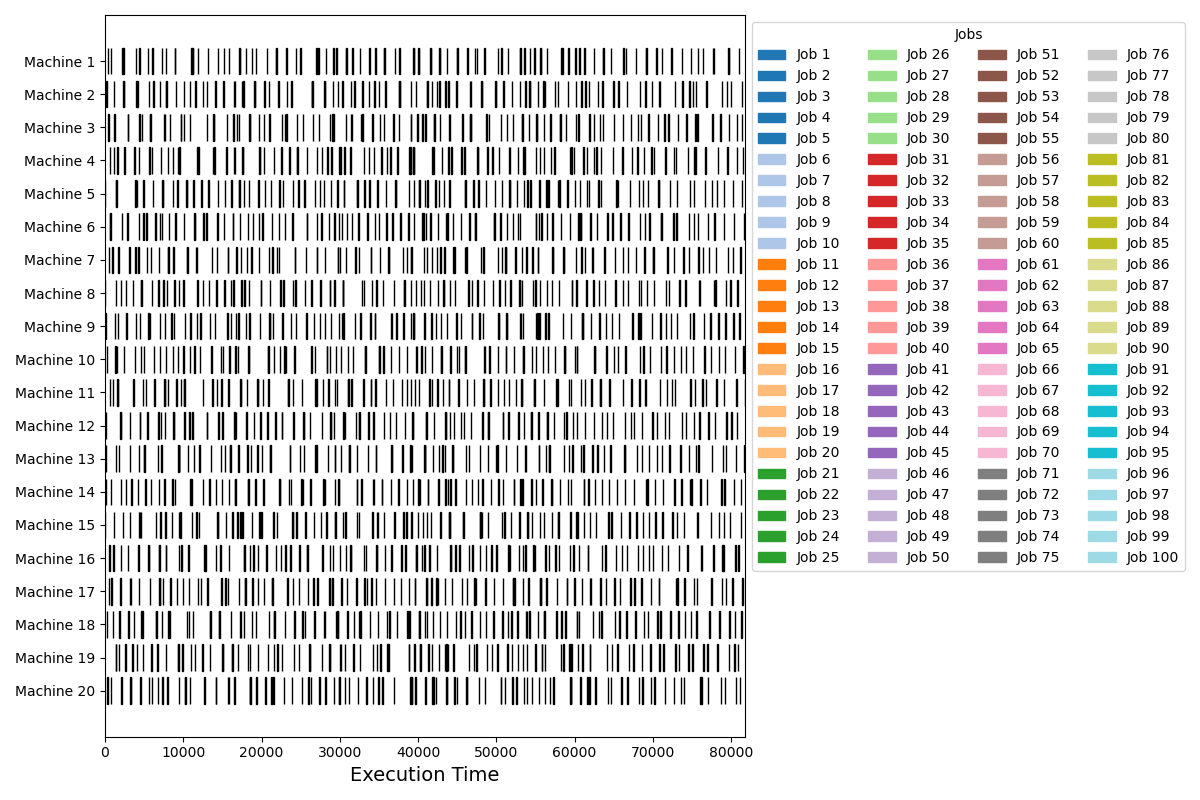 Machine 1
Machine 2
Machine 3
Machine 4
Machine 5
Machine 6
Machine 7
Machine 8
Machine 9
Machine 10
Machine 11
Machine 12
Machine 13
Machine 14
Machine 15
Machine 16
Machine 17
Machine 18
Machine 19
Machine 20
0 10000 20000 30000 40000 50000 60000 70000 80000
Execution Time
Jobs
Job 1 Job 26 Job 51 Job 76
Job 2 Job 27 Job 52 Job 77
Job 3 Job 28 Job 53 Job 78
Job 4 Job 29 Job 54 Job 79
Job 5 Job 30 Job 55 Job 80
Job 6 Job 31 Job 56 Job 81
Job 7 Job 32 Job 57 Job 82
Job 8 Job 33 Job 58 Job 83
Job 9 Job 34 Job 59 Job 84
Job 10 Job 35 Job 60 Job 85
Job 11 Job 36 Job 61 Job 86
Job 12 Job 37 Job 62 Job 87
Job 13 Job 38 Job 63 Job 88
Job 14 Job 39 Job 64 Job 89
Job 15 Job 40 Job 65 Job 90
Job 16 Job 41 Job 66 Job 91
Job 17 Job 42 Job 67 Job 92
Job 18 Job 43 Job 68 Job 93
Job 19 Job 44 Job 69 Job 94
Job 20 Job 45 Job 70 Job 95
Job 21 Job 46 Job 71 Job 96
Job 22 Job 47 Job 72 Job 97
Job 23 Job 48 Job 73 Job 98
Job 24 Job 49 Job 74 Job 99
Job 25 Job 50 Job 75 Job 100